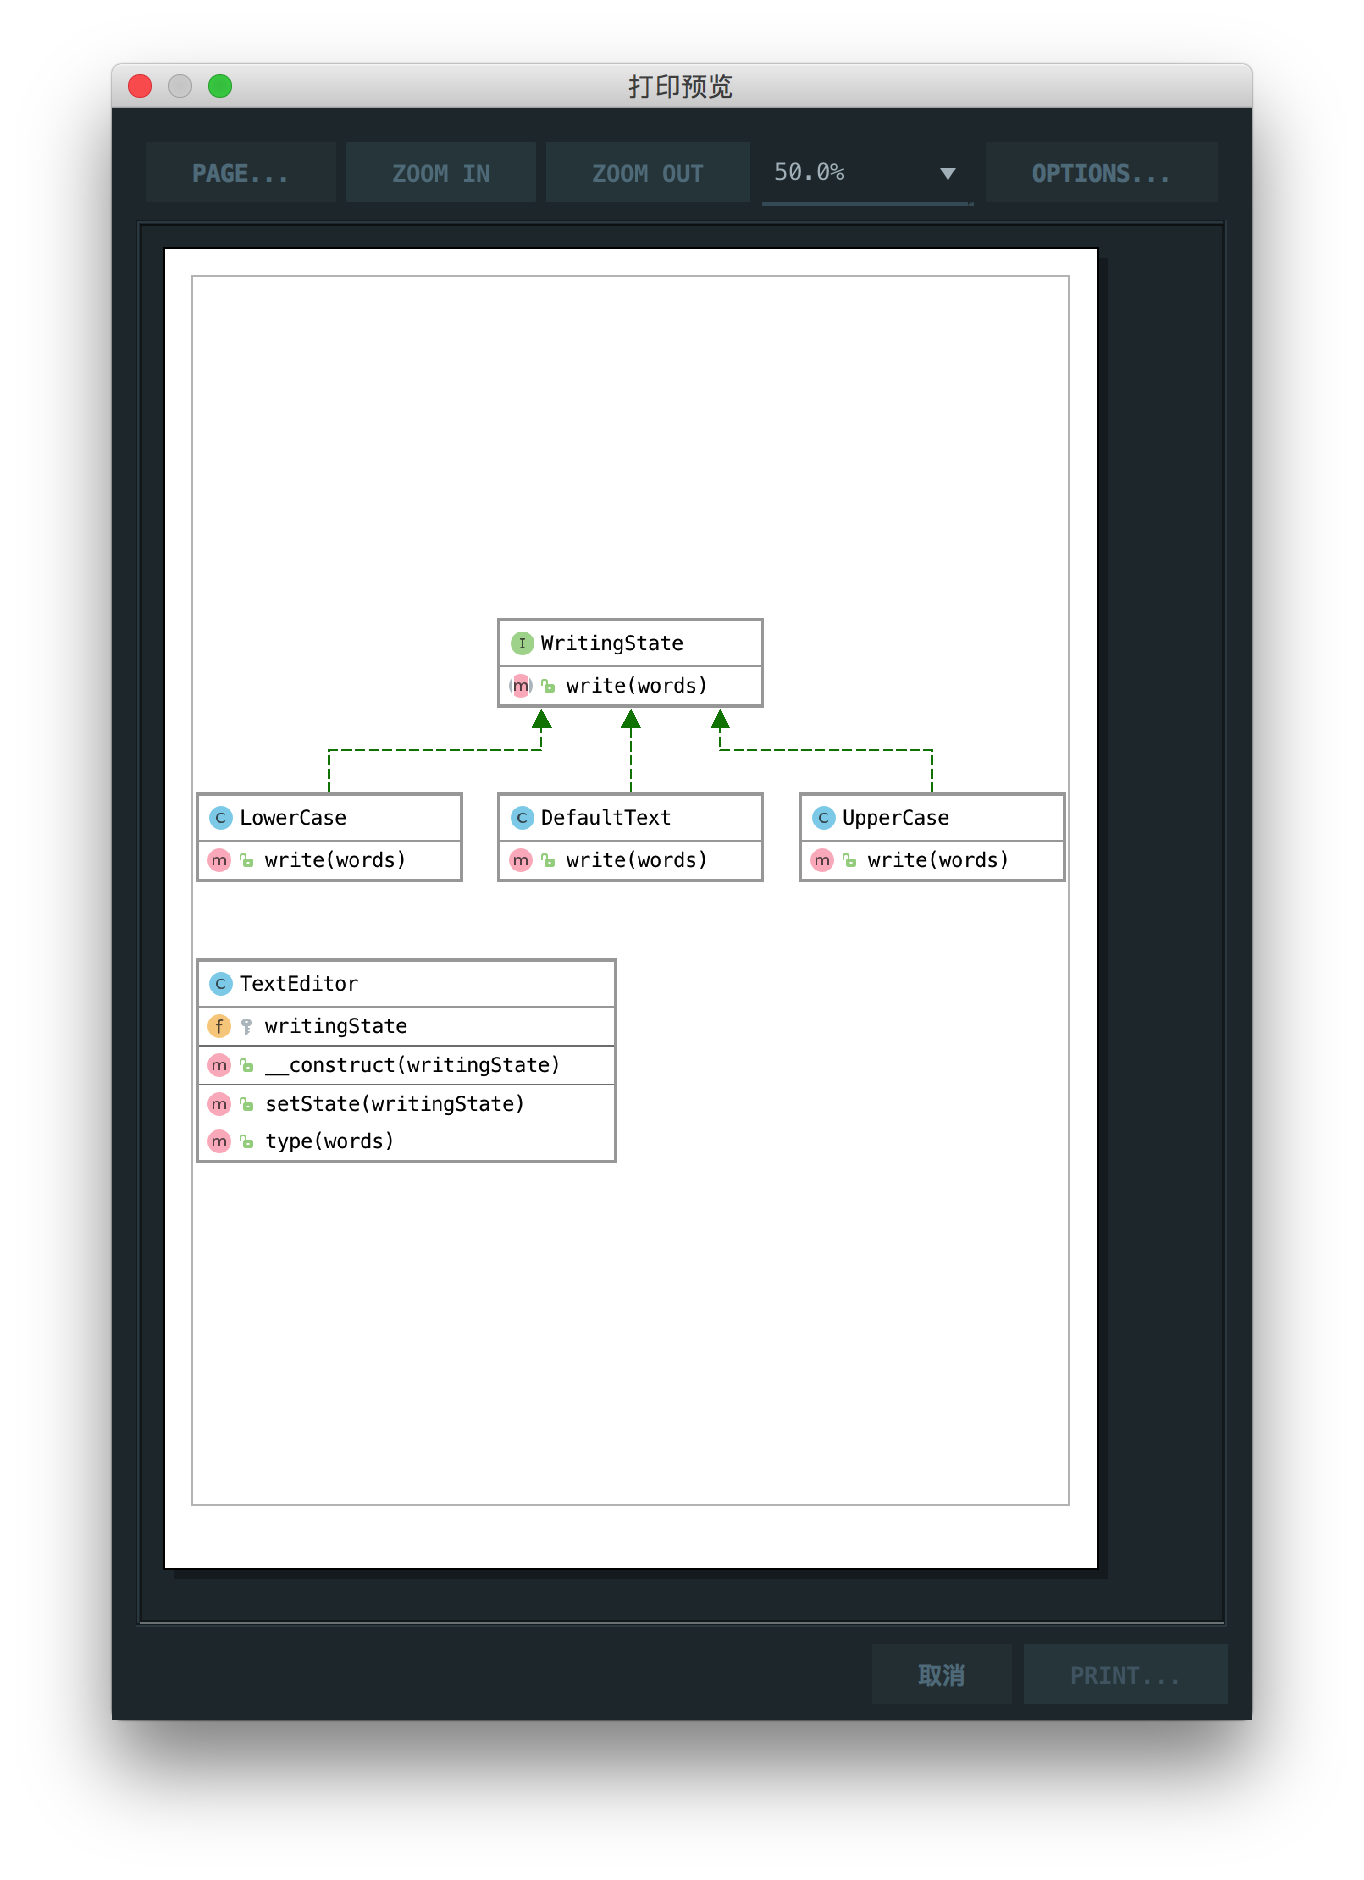 打印预览
PAGE... ZOOM IN ZOOM OUT 50.0% OPTIONS...
I WritingState
m write(words)
C LowerCase
m write(words)
C DefaultText
m write(words)
C UpperCase
m write(words)
C TextEditor
f writingState
m __construct(writingState)
m setState(writingState)
m type(words)
取消 PRINT...